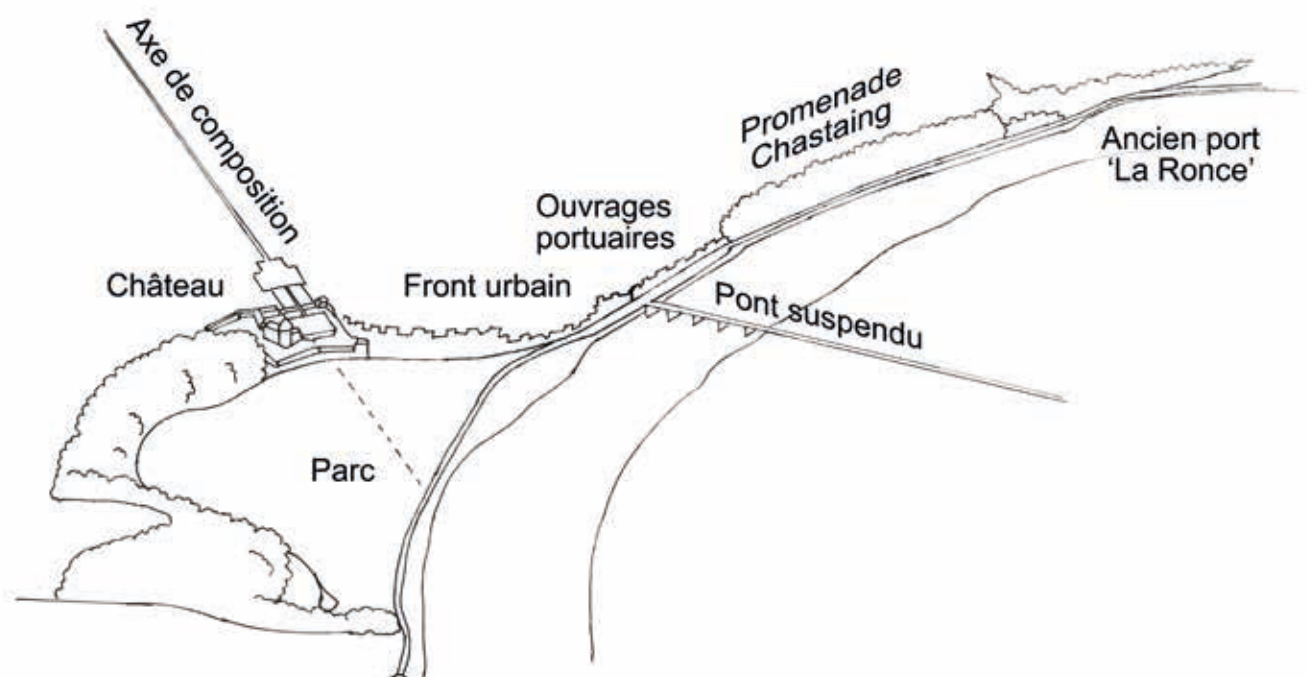 Axe de composition
Promenade
Chastaing
Ancien port
'La Ronce'
Ouvrages
portuaires
Château
Front urbain
Pont suspendu
Parc